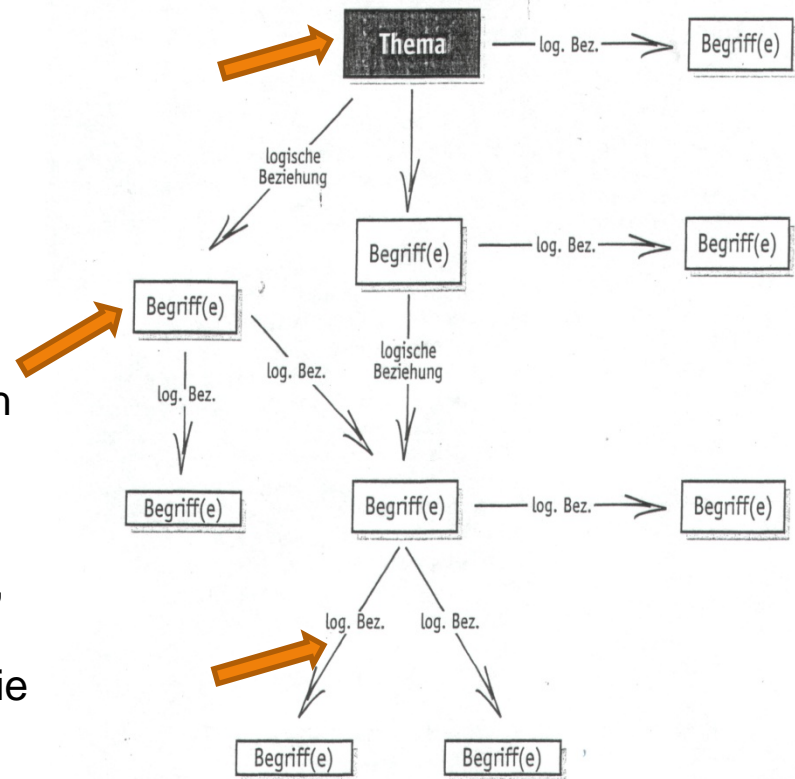 Thema
log. Bez.
Begriff(e)
logische
Beziehung
Begriff(e)
log. Bez.
Begriff(e)
Begriff(e)
log. Bez.
logische
Beziehung
log. Bez.
n
Begriff(e)
Begriff(e)
log. Bez.
Begriff(e)
,
log. Bez.
log. Bez.
ie
Begriff(e)
Begriff(e)